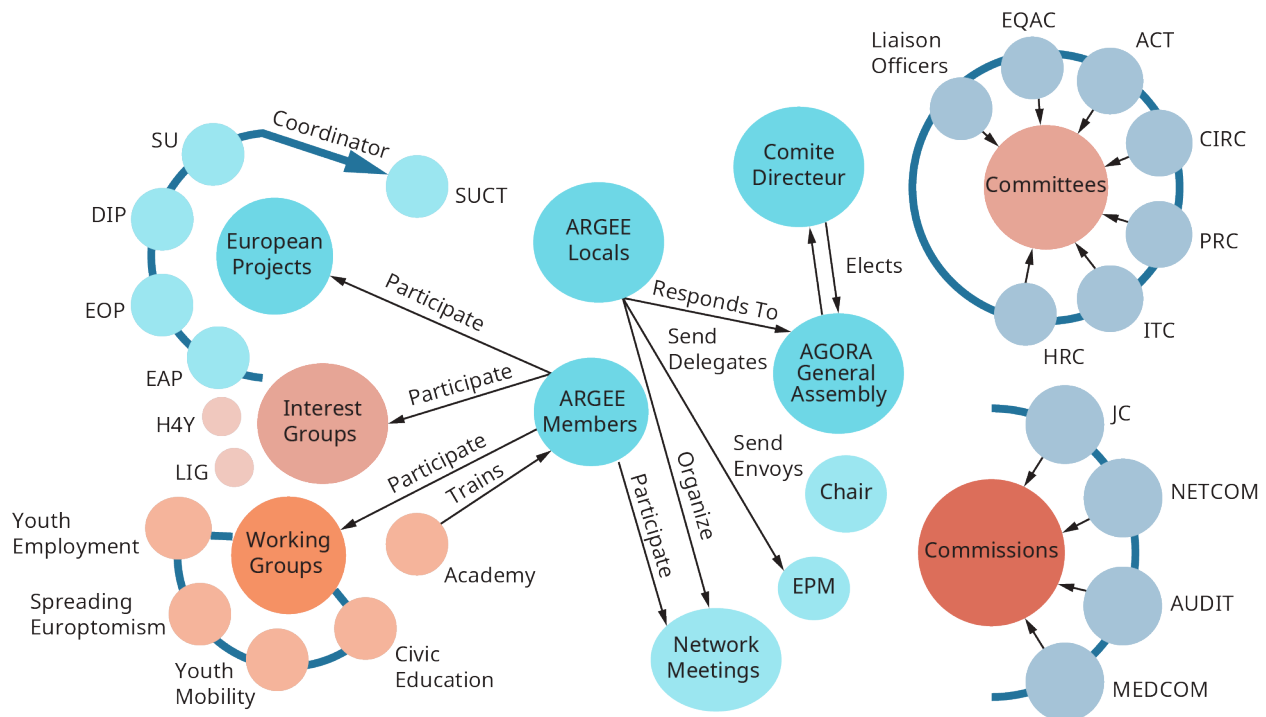 EQAC
ACT
Liaison
Officers
CIRC
Committees
PRC
ITC
HRC
Coordinator
SU
SUCT
DIP
European
Projects
EOP
EAP
Comite
Directeur
Elects
ARGEE
Locals
Responds To
Send
Delegates
AGORA
General
Assembly
Participate
Participate
ARGEE
Members
Interest
Groups
H4Y
LIG
Participate
Trains
Participate
Organize
Send
Envoys
Chair
EPM
Network
Meetings
Youth
Employment
Working
Groups
Academy
Spreading
Europtomism
Youth
Mobility
Civic
Education
JC
NETCOM
Commissions
AUDIT
MEDCOM